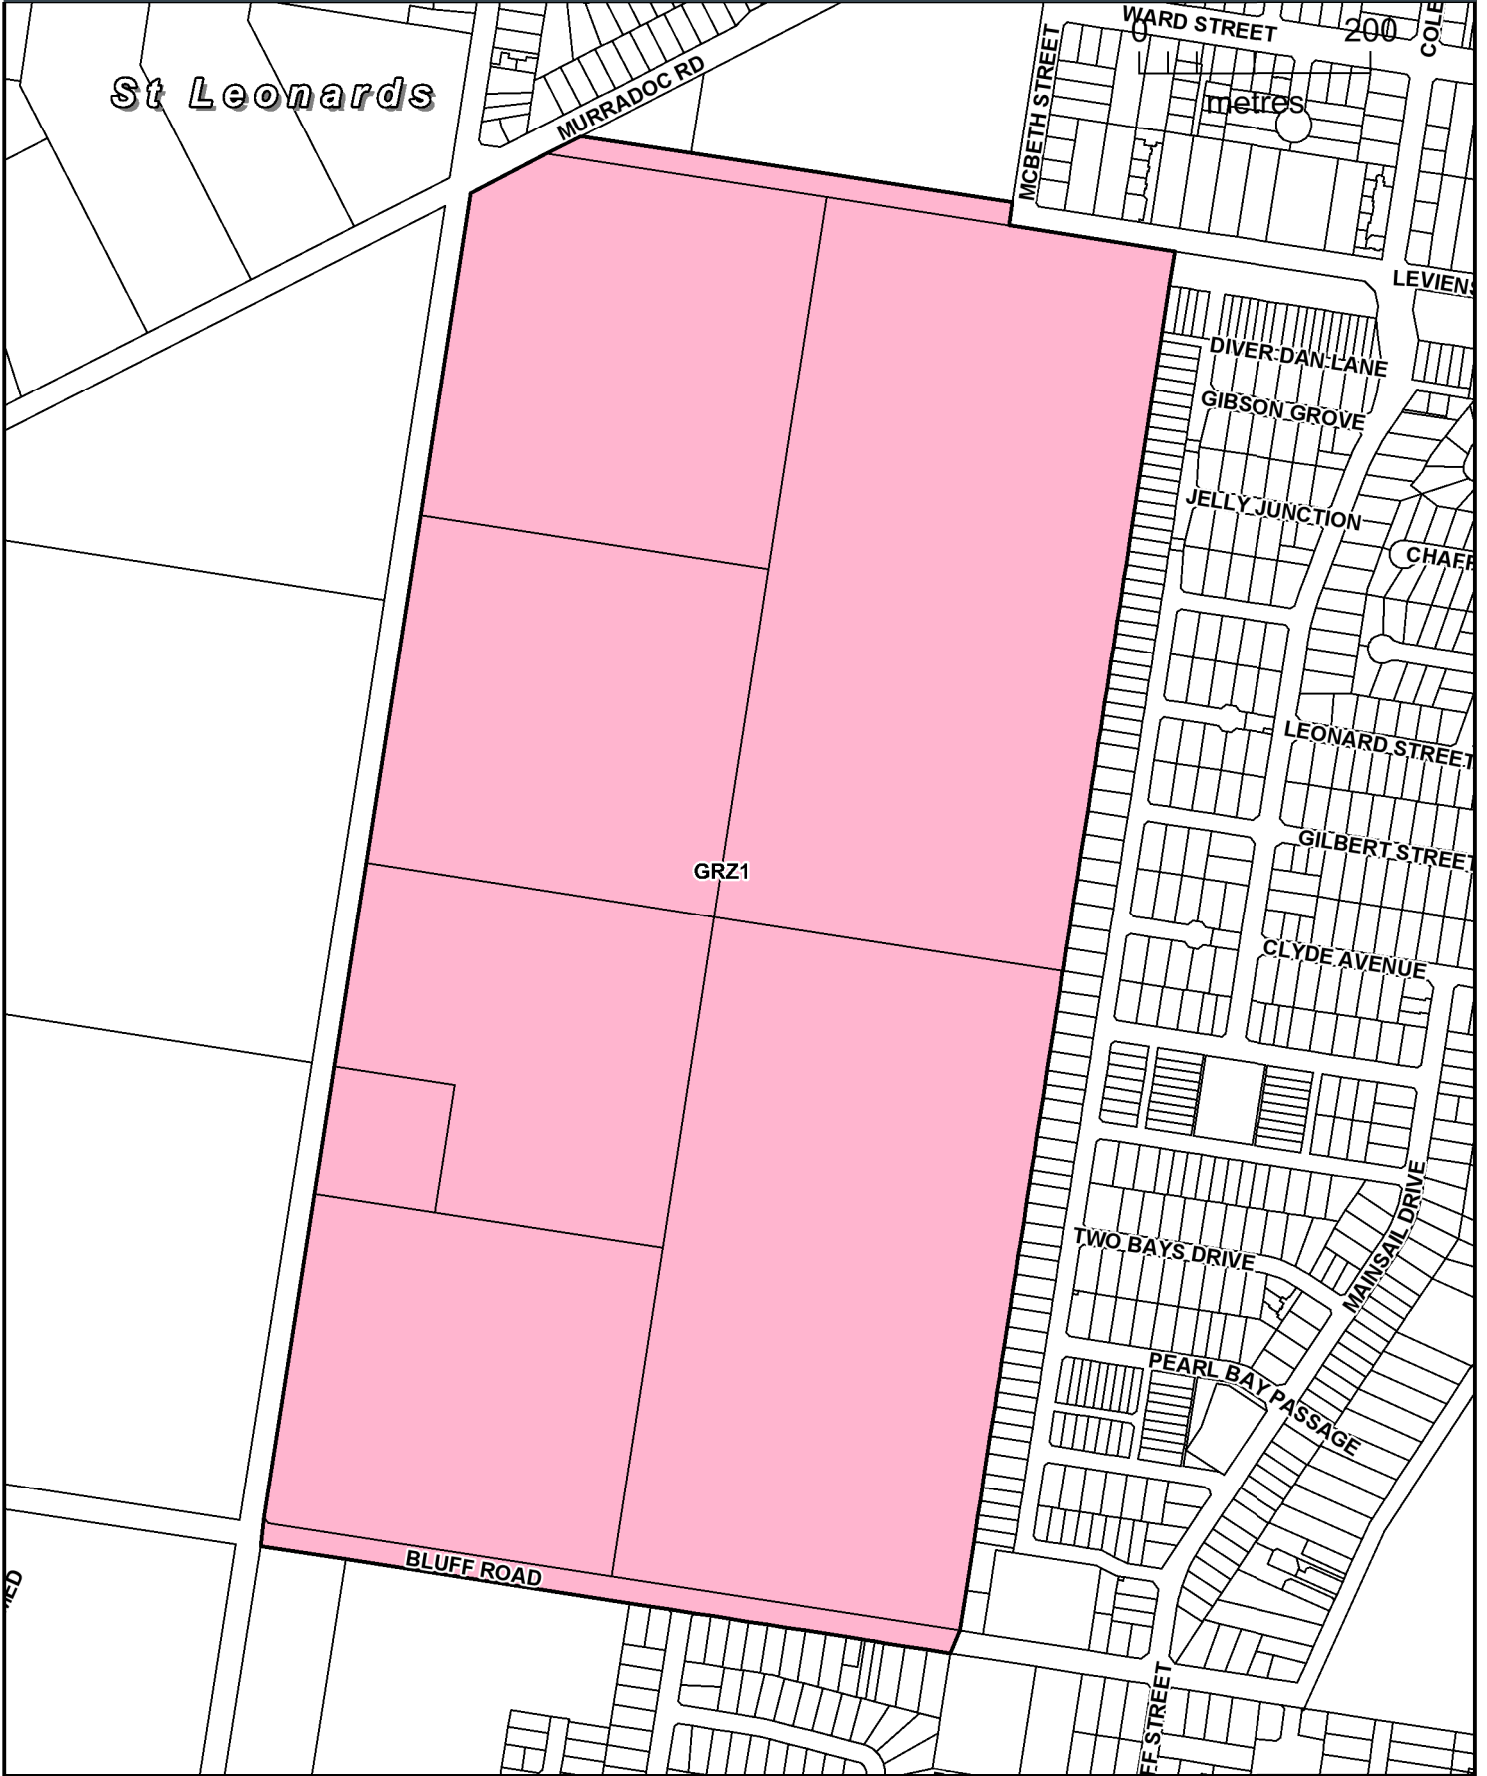 WARD STREET
0 200
metres
St Leonards
MURRADOC RD
MCBETH STREET
LEVIENS
DIVER DAN LANE
GIBSON GROVE
JELLY JUNCTION
CHAFF
LEONARD STREET
GILBERT STREET
GRZ1
CLYDE AVENUE
MAINSAIL DRIVE
TWO BAYS DRIVE
PEARL BAY PASSAGE
BLUFF ROAD
FF STREET
COLE